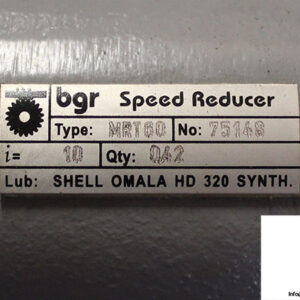 bgr Speed Reducer
Type: MRT60 No: 75148
i= 10 Qty: 0,42
Lub: SHELL OMALA HD 320 SYNTH.